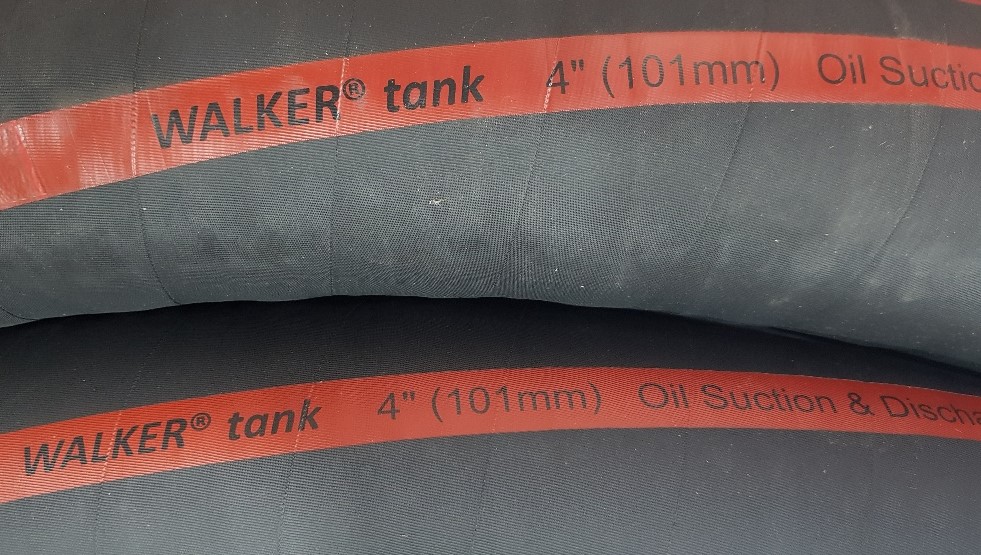 WALKER® tank 4" (101mm) Oil Suctio
WALKER® tank 4" (101mm) Oil Suction & Discha